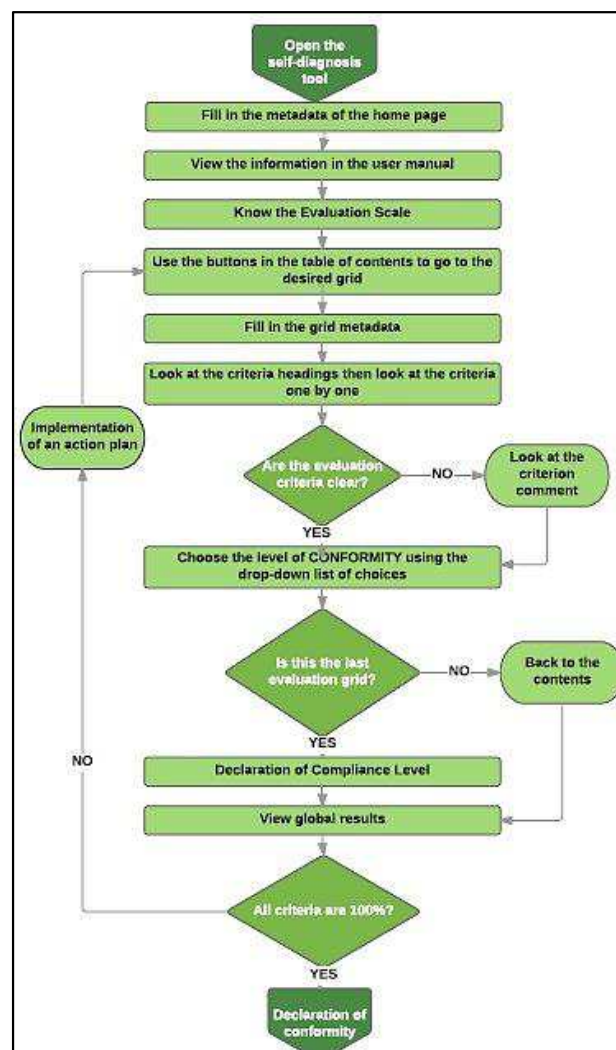 Open the
self-diagnosis
tool
Fill in the metadata of the home page
View the information in the user manual
Know the Evaluation Scale
Use the buttons in the table of contents to go to the
desired grid
Fill in the grid metadata
Look at the criteria headings then look at the criteria
one by one
Implementation
of an action plan
Are the evaluation
criteria clear?
NO
Look at the
criterion
comment
YES
Choose the level of CONFORMITY using the
drop-down list of choices
Is this the last
evaluation grid?
NO
Back to the
contents
YES
NO
Declaration of Compliance Level
View global results
All criteria are 100%?
YES
Declaration of
conformity